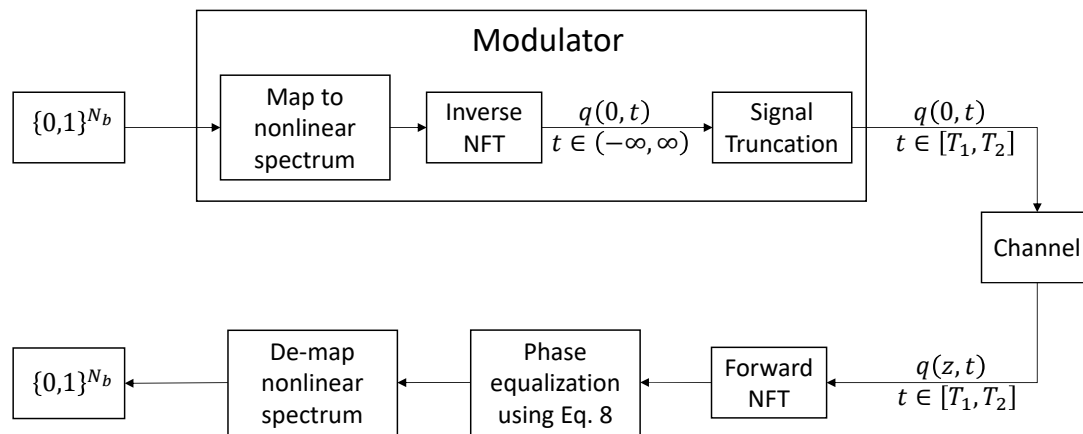 Modulator
{0,1}^{N_b}
Map to
nonlinear
spectrum
Inverse
NFT
q(0, t)
t ∈ (−∞, ∞)
Signal
Truncation
q(0, t)
t ∈ [T_1, T_2]
Channel
{0,1}^{N_b}
De-map
nonlinear
spectrum
Phase
equalization
using Eq. 8
Forward
NFT
q(z, t)
t ∈ [T_1, T_2]